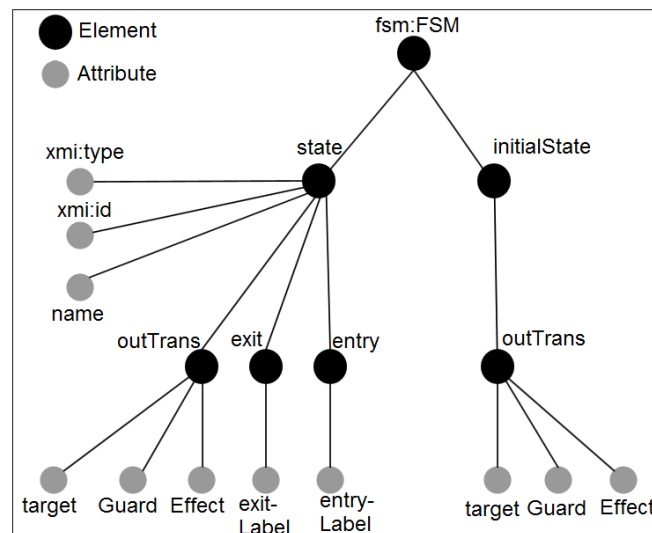 Element
Attribute
fsm:FSM
state
initialState
xmi:type
xmi:id
name
outTrans
exit
entry
outTrans
target
Guard
Effect
exit-
Label
entry-
Label
target
Guard
Effect